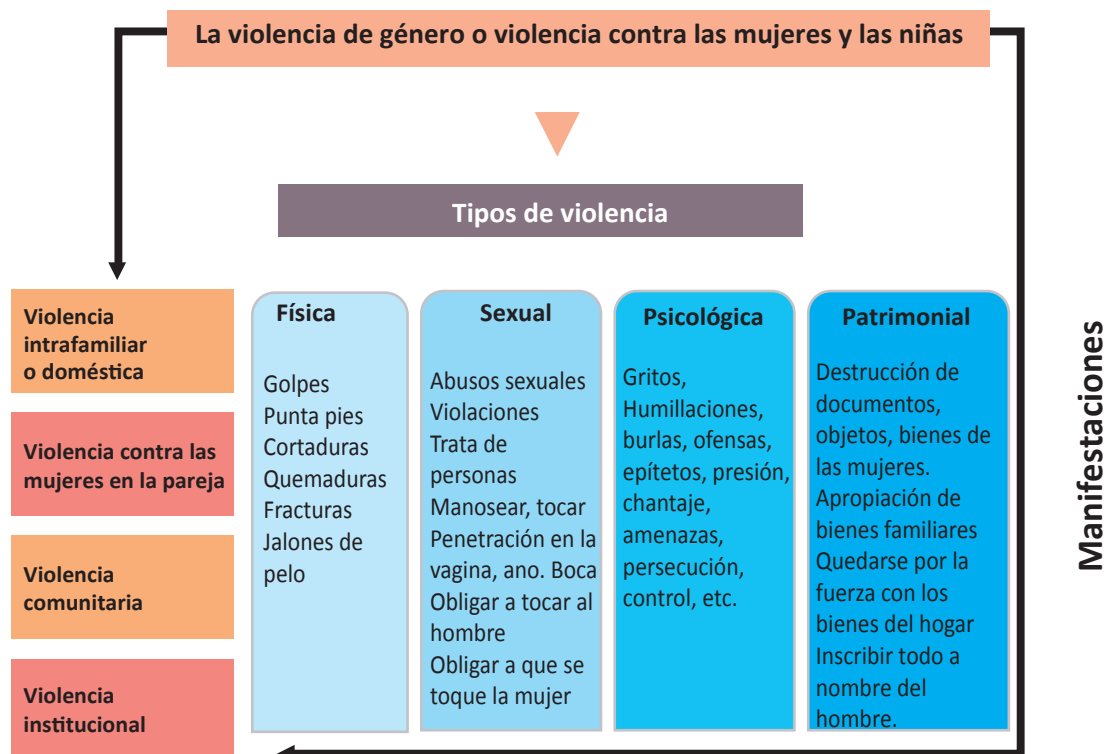 La violencia de género o violencia contra las mujeres y las niñas
Tipos de violencia
Violencia
intrafamiliar
o doméstica
Violencia contra las
mujeres en la pareja
Violencia
comunitaria
Violencia
institucional
Física
Golpes
Punta pies
Cortaduras
Quemaduras
Fracturas
Jalones de
pelo
Sexual
Abusos sexuales
Violaciones
Trata de
personas
Manosear, tocar
Penetración en la
vagina, ano. Boca
Obligar a tocar al
hombre
Obligar a que se
toque la mujer
Psicológica
Gritos,
Humillaciones,
burlas, ofensas,
epítetos, presión,
chantaje,
amenazas,
persecución,
control, etc.
Patrimonial
Destrucción de
documentos,
objetos, bienes de
las mujeres.
Apropiación de
bienes familiares
Quedarse por la
fuerza con los
bienes del hogar
Inscribir todo a
nombre del
hombre.
Manifestaciones